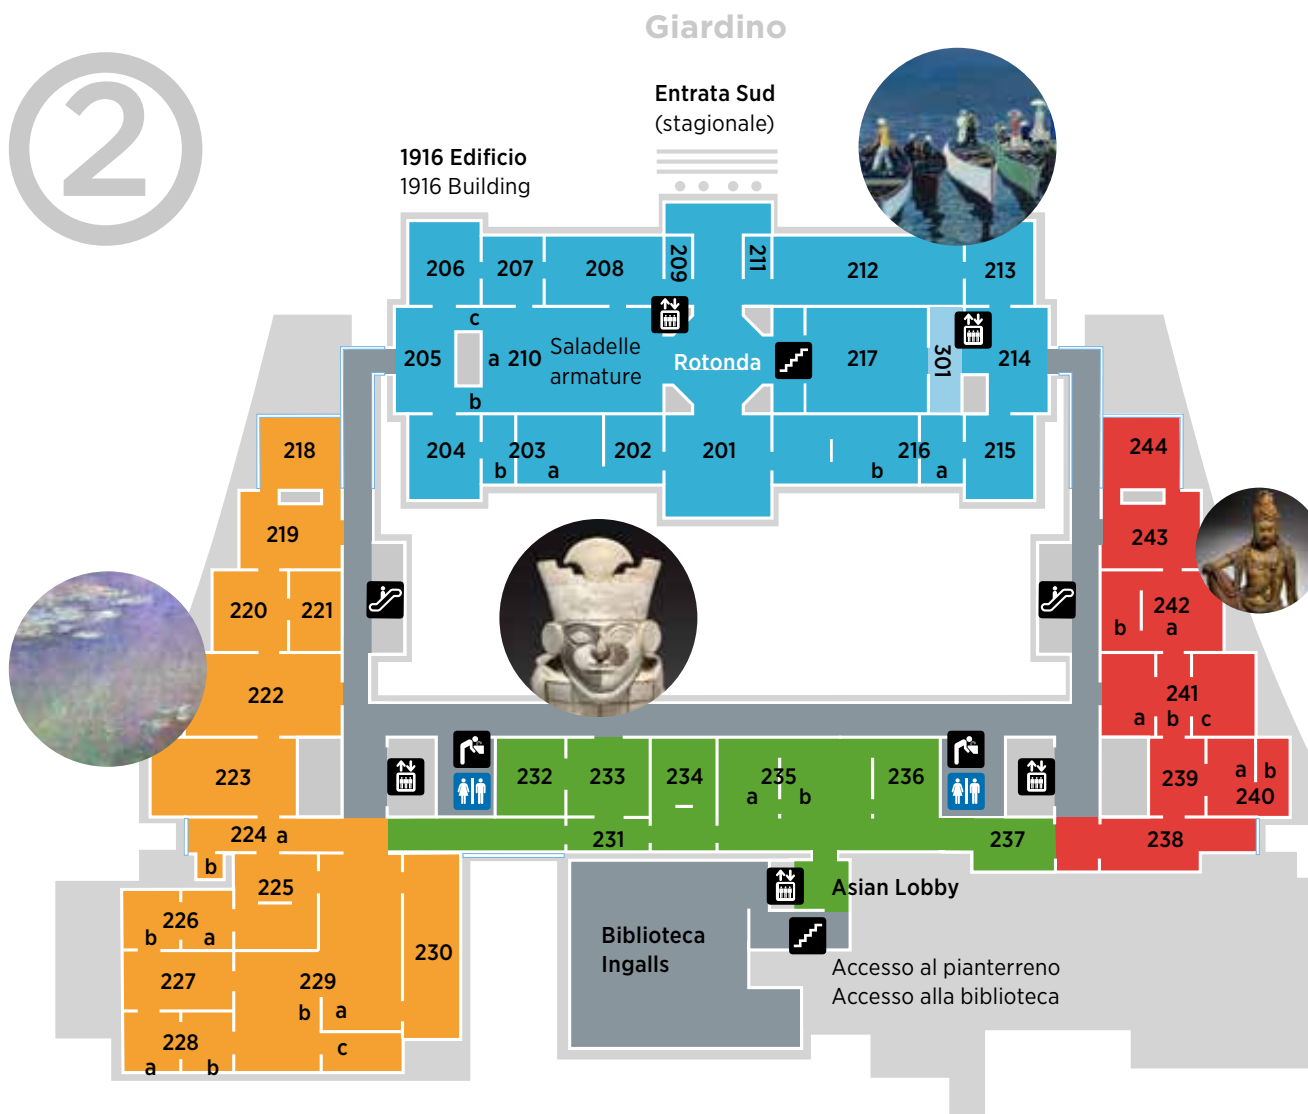 Giardino
2
Entrata Sud
(stagionale)
1916 Edificio
1916 Building
206
207
208
209
211
212
213
c
205
a 210
Saladelle
armature
Rotonda
217
301
214
b
204
203
b
a
202
201
216
b
a
215
218
244
219
243
220
221
242
b
a
222
241
a
b
c
223
232
233
234
235
a
b
236
239
a
b
240
224 a
231
237
238
b
225
Asian Lobby
226
b
a
230
Biblioteca
Ingalls
227
229
b
a
Accesso al pianterreno
Accesso alla biblioteca
228
a
b
c